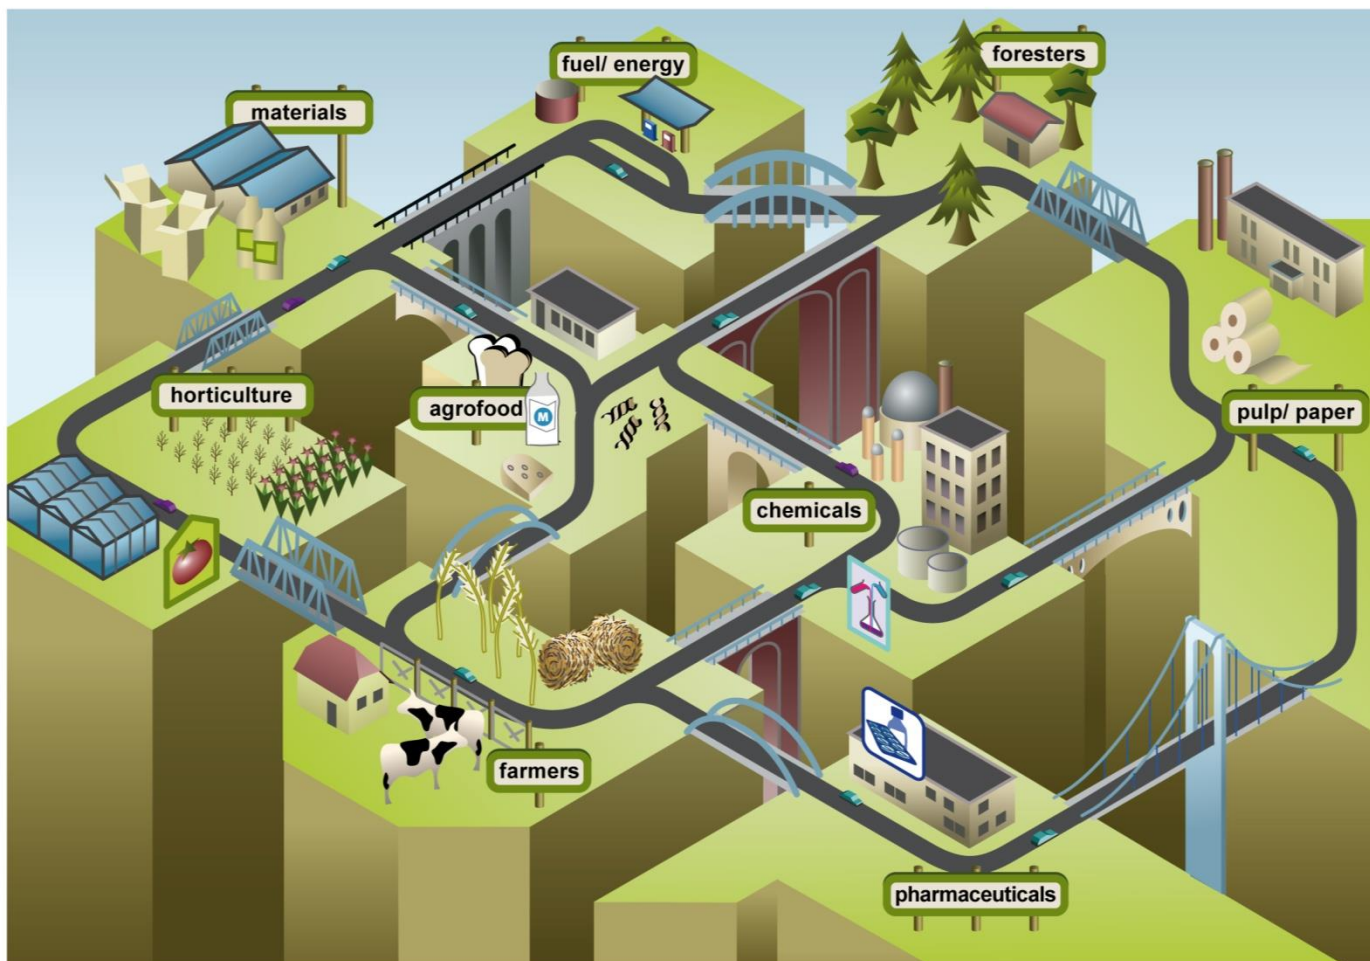 fuel/ energy
foresters
materials
horticulture
agrofood
M
pulp/ paper
chemicals
farmers
pharmaceuticals